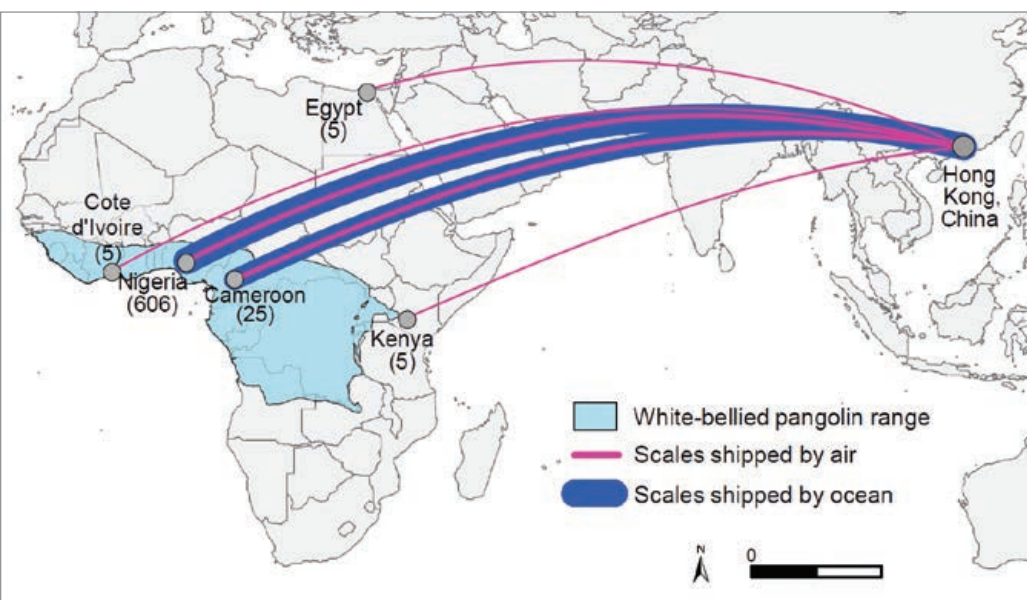 Egypt
(5)
Hong
Kong,
China
Cote
d'Ivoire
(5)
Nigeria
(606)
Cameroon
(25)
Kenya
(5)
White-bellied pangolin range
Scales shipped by air
Scales shipped by ocean
N
0